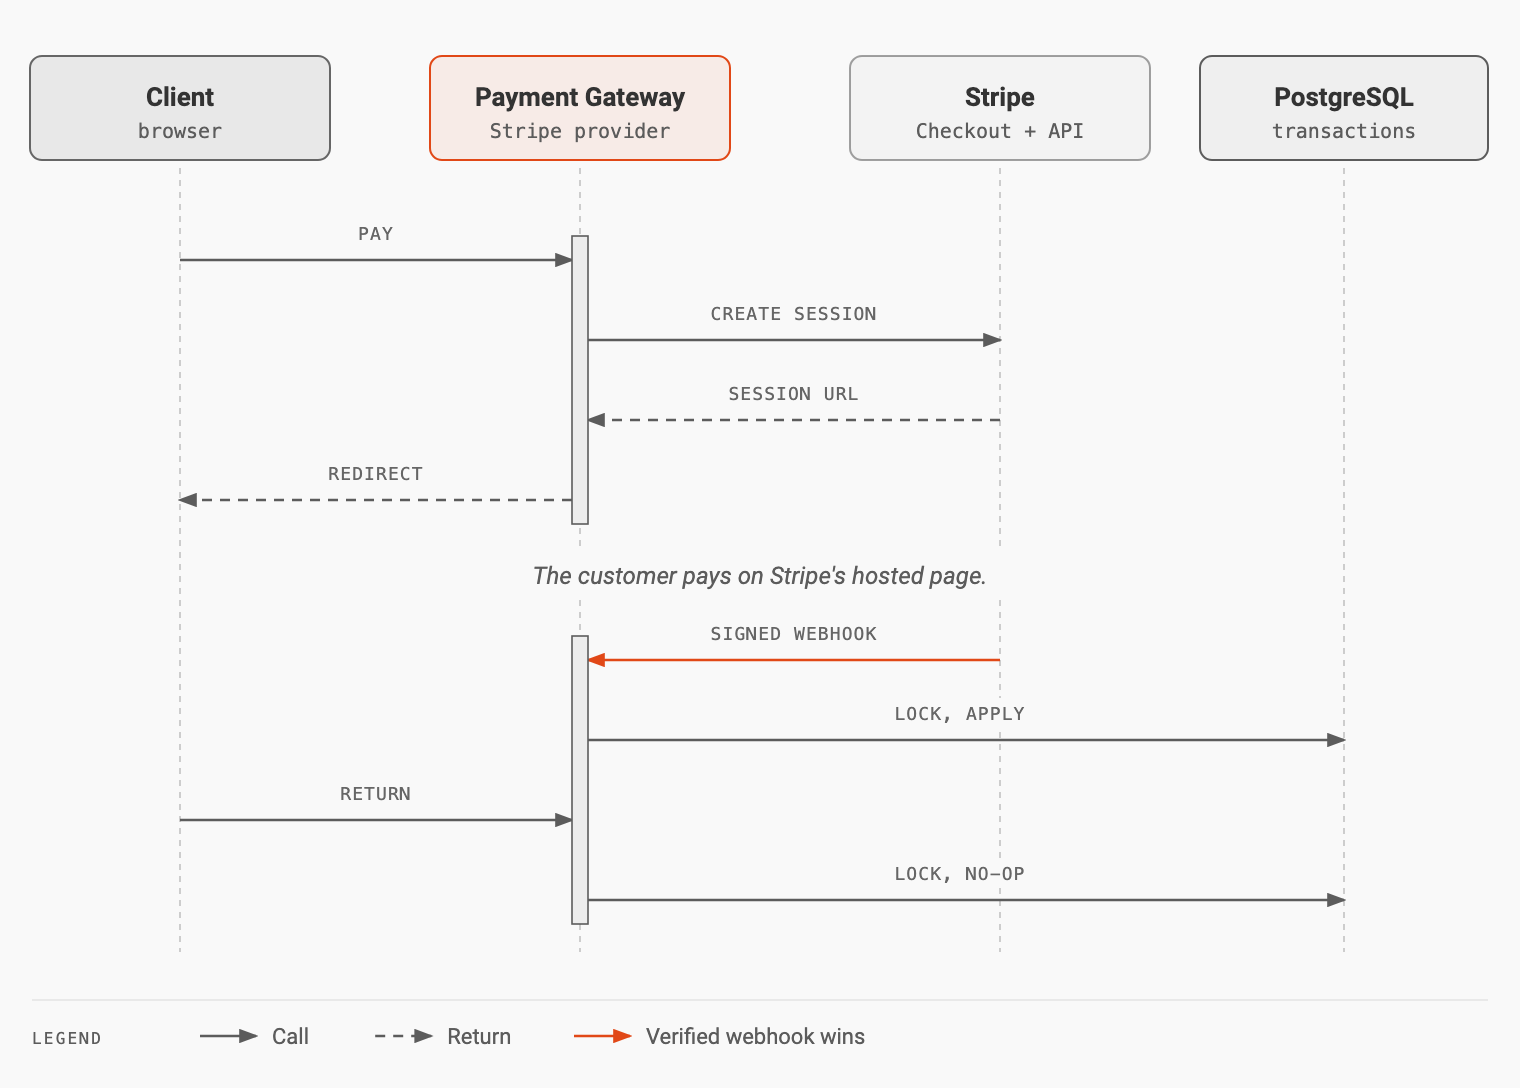 Client
browser
Payment Gateway
Stripe provider
Stripe
Checkout + API
PostgreSQL
transactions
PAY
CREATE SESSION
SESSION URL
REDIRECT
The customer pays on Stripe's hosted page.
SIGNED WEBHOOK
LOCK, APPLY
RETURN
LOCK, NO-OP
LEGEND
Call
Return
Verified webhook wins